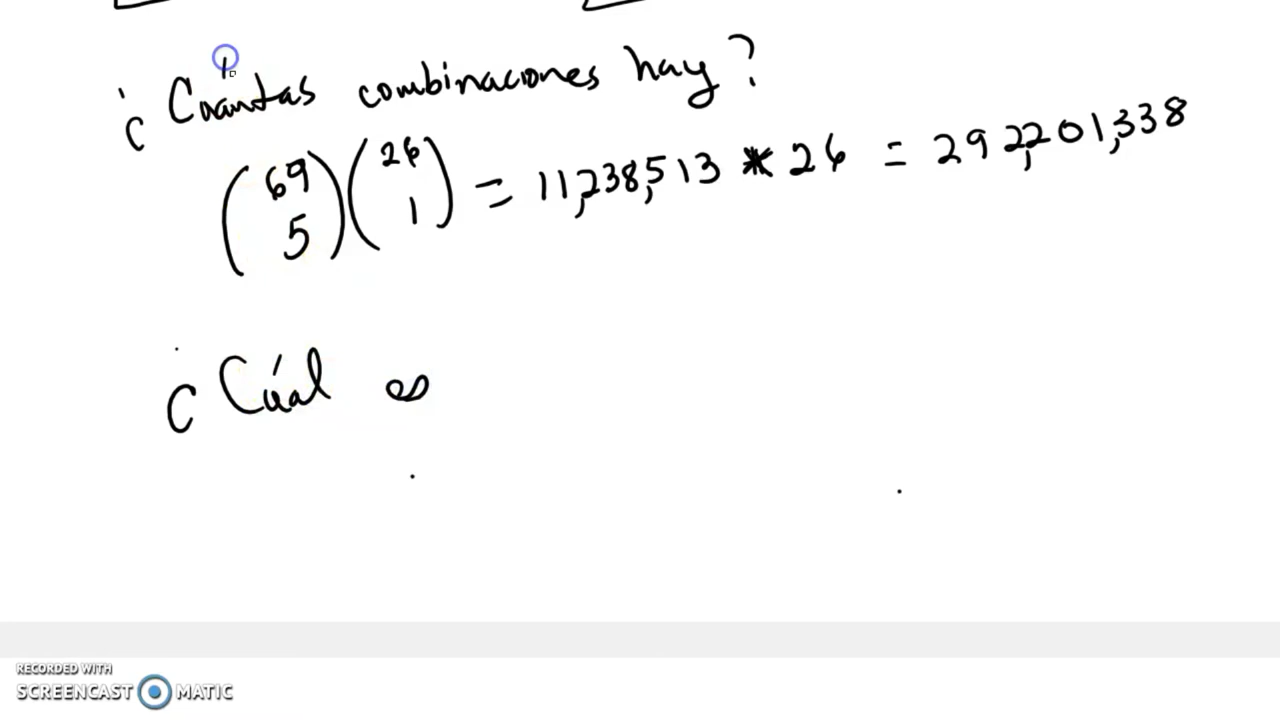 ¿Cuántas combinaciones hay?
(69 5)(26 1) = 11,238,513 * 26 = 292,201,338
¿Cúal es
RECORDED WITH
SCREENCAST MATIC